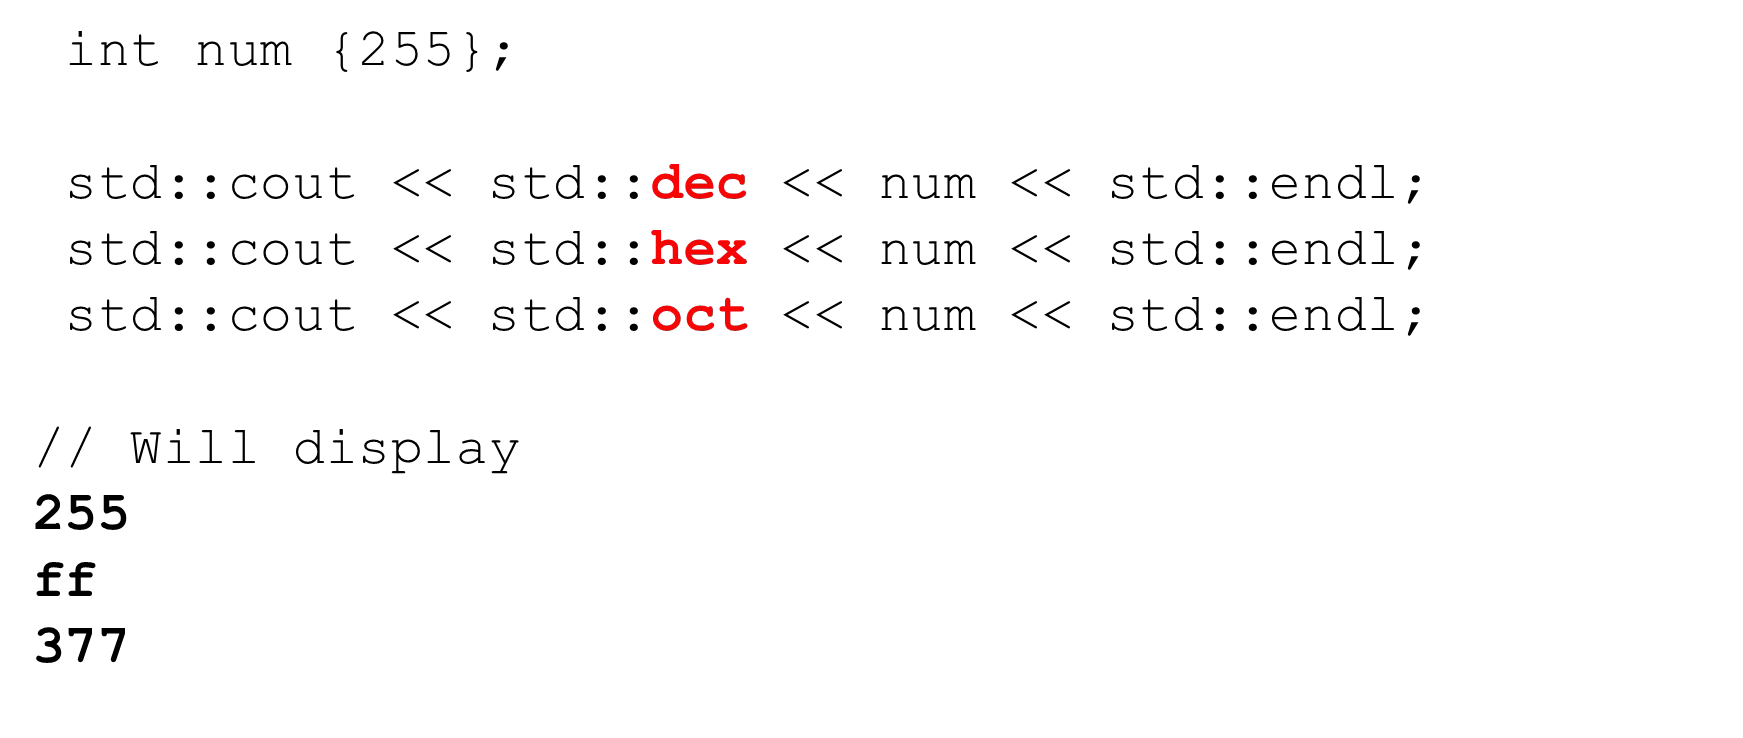 int num {255};
std::cout << std::dec << num << std::endl;
std::cout << std::hex << num << std::endl;
std::cout << std::oct << num << std::endl;
// Will display
255
ff
377